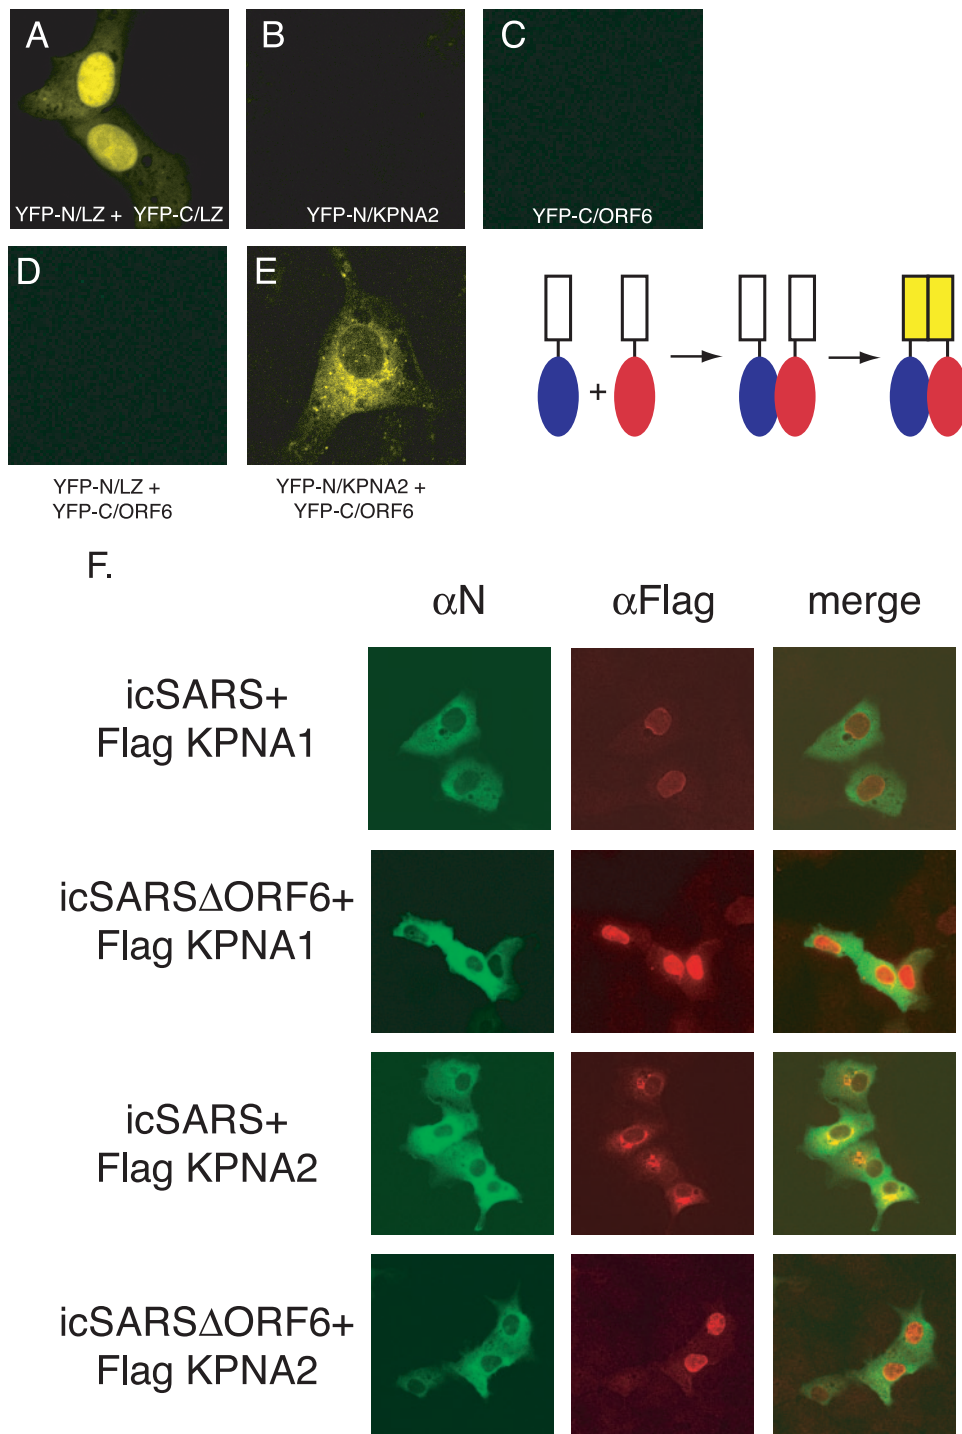 A
B
C
YFP-N/LZ + YFP-C/LZ
YFP-N/KPNA2
YFP-C/ORF6
D
E
+
YFP-N/LZ +
YFP-C/ORF6
YFP-N/KPNA2 +
YFP-C/ORF6
F.
αN
αFlag
merge
icSARS+
Flag KPNA1
icSARSΔORF6+
Flag KPNA1
icSARS+
Flag KPNA2
icSARSΔORF6+
Flag KPNA2